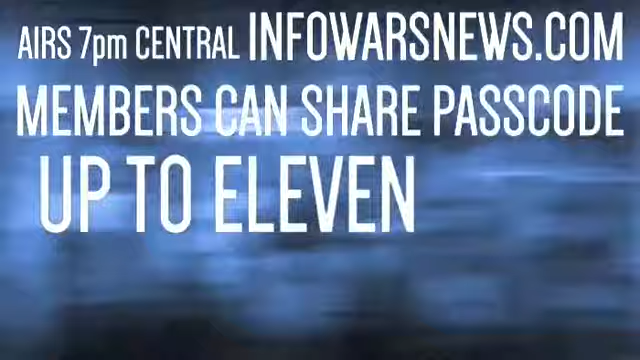 AIRS 7pm CENTRAL INFOWARSNEWS.COM
MEMBERS CAN SHARE PASSCODE
UP TO ELEVEN